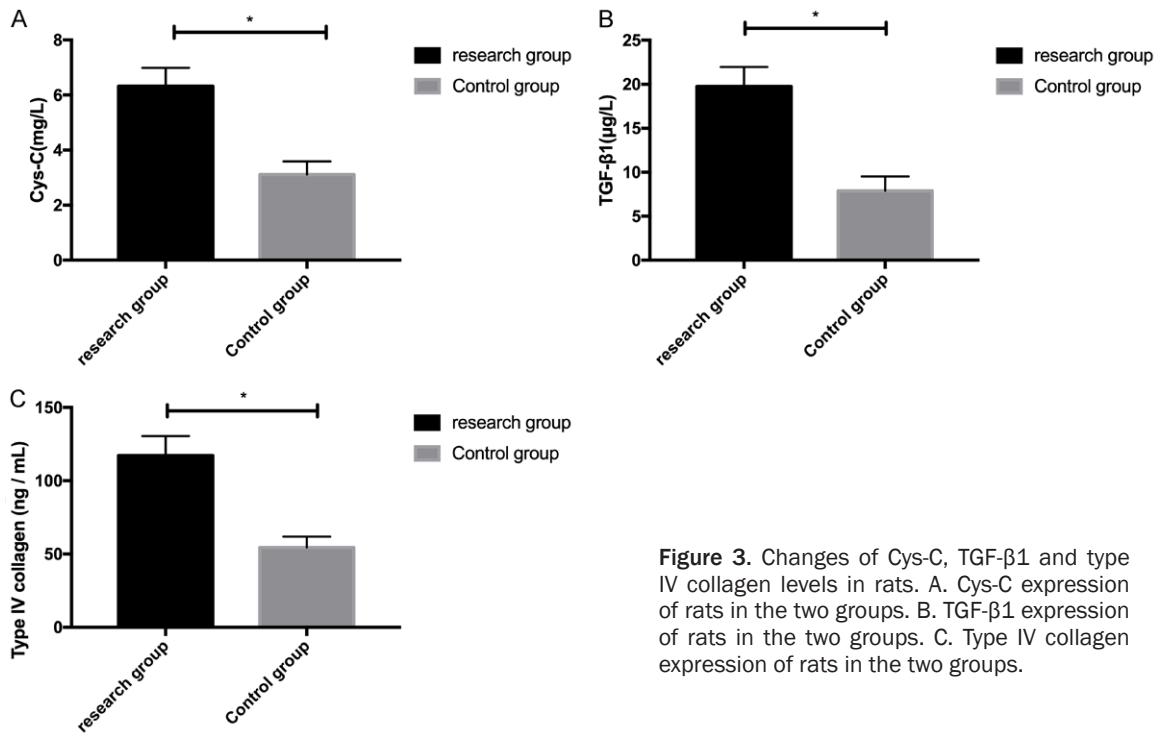 A
*
8
6
4
2
0
Cys-C(mg/L)
research group
Control group
research group
Control group
B
*
25
20
15
10
5
0
TGF-β1(μg/L)
research group
Control group
research group
Control group
C
*
150
100
50
0
Type IV collagen (ng / mL)
research group
Control group
research group
Control group
Figure 3. Changes of Cys-C, TGF-β1 and type
IV collagen levels in rats. A. Cys-C expression
of rats in the two groups. B. TGF-β1 expression
of rats in the two groups. C. Type IV collagen
expression of rats in the two groups.